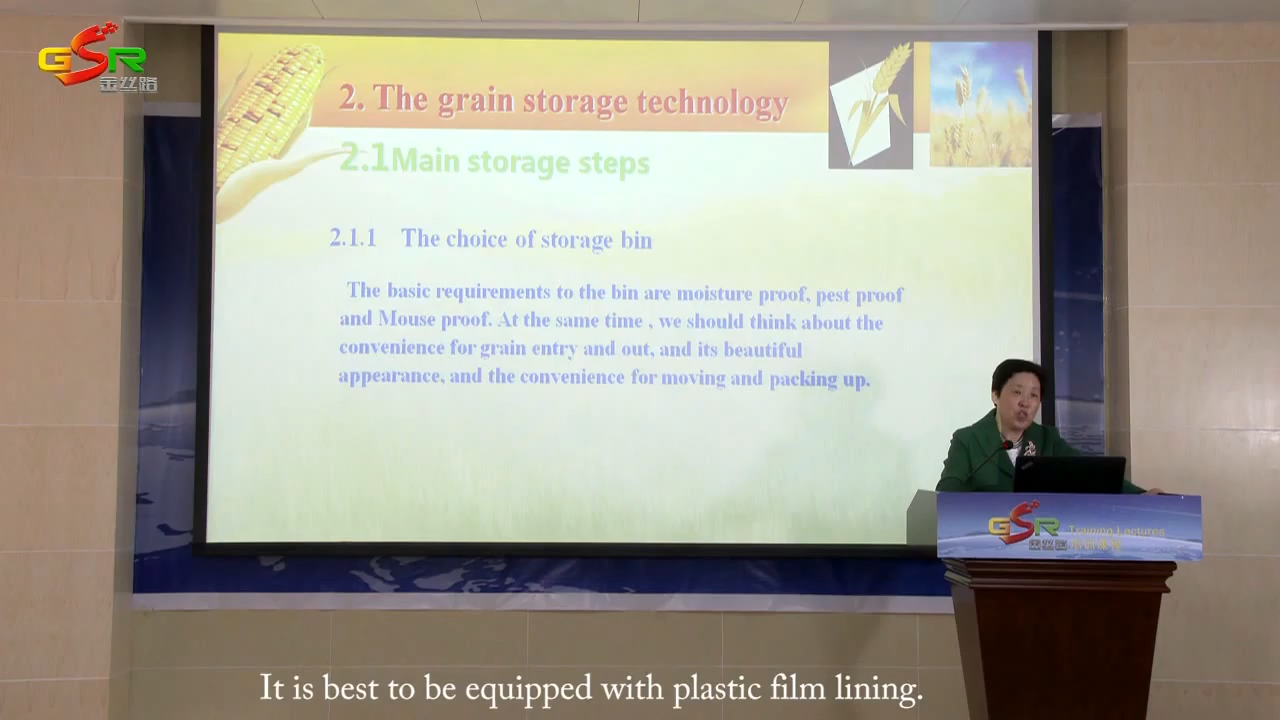 GSR
金丝路
2. The grain storage technology
2.1Main storage steps
2.1.1 The choice of storage bin
The basic requirements to the bin are moisture proof, pest proof
and Mouse proof. At the same time , we should think about the
convenience for grain entry and out, and its beautiful
appearance, and the convenience for moving and packing up.
GSR Training Lectures
金丝路
It is best to be equipped with plastic film lining.